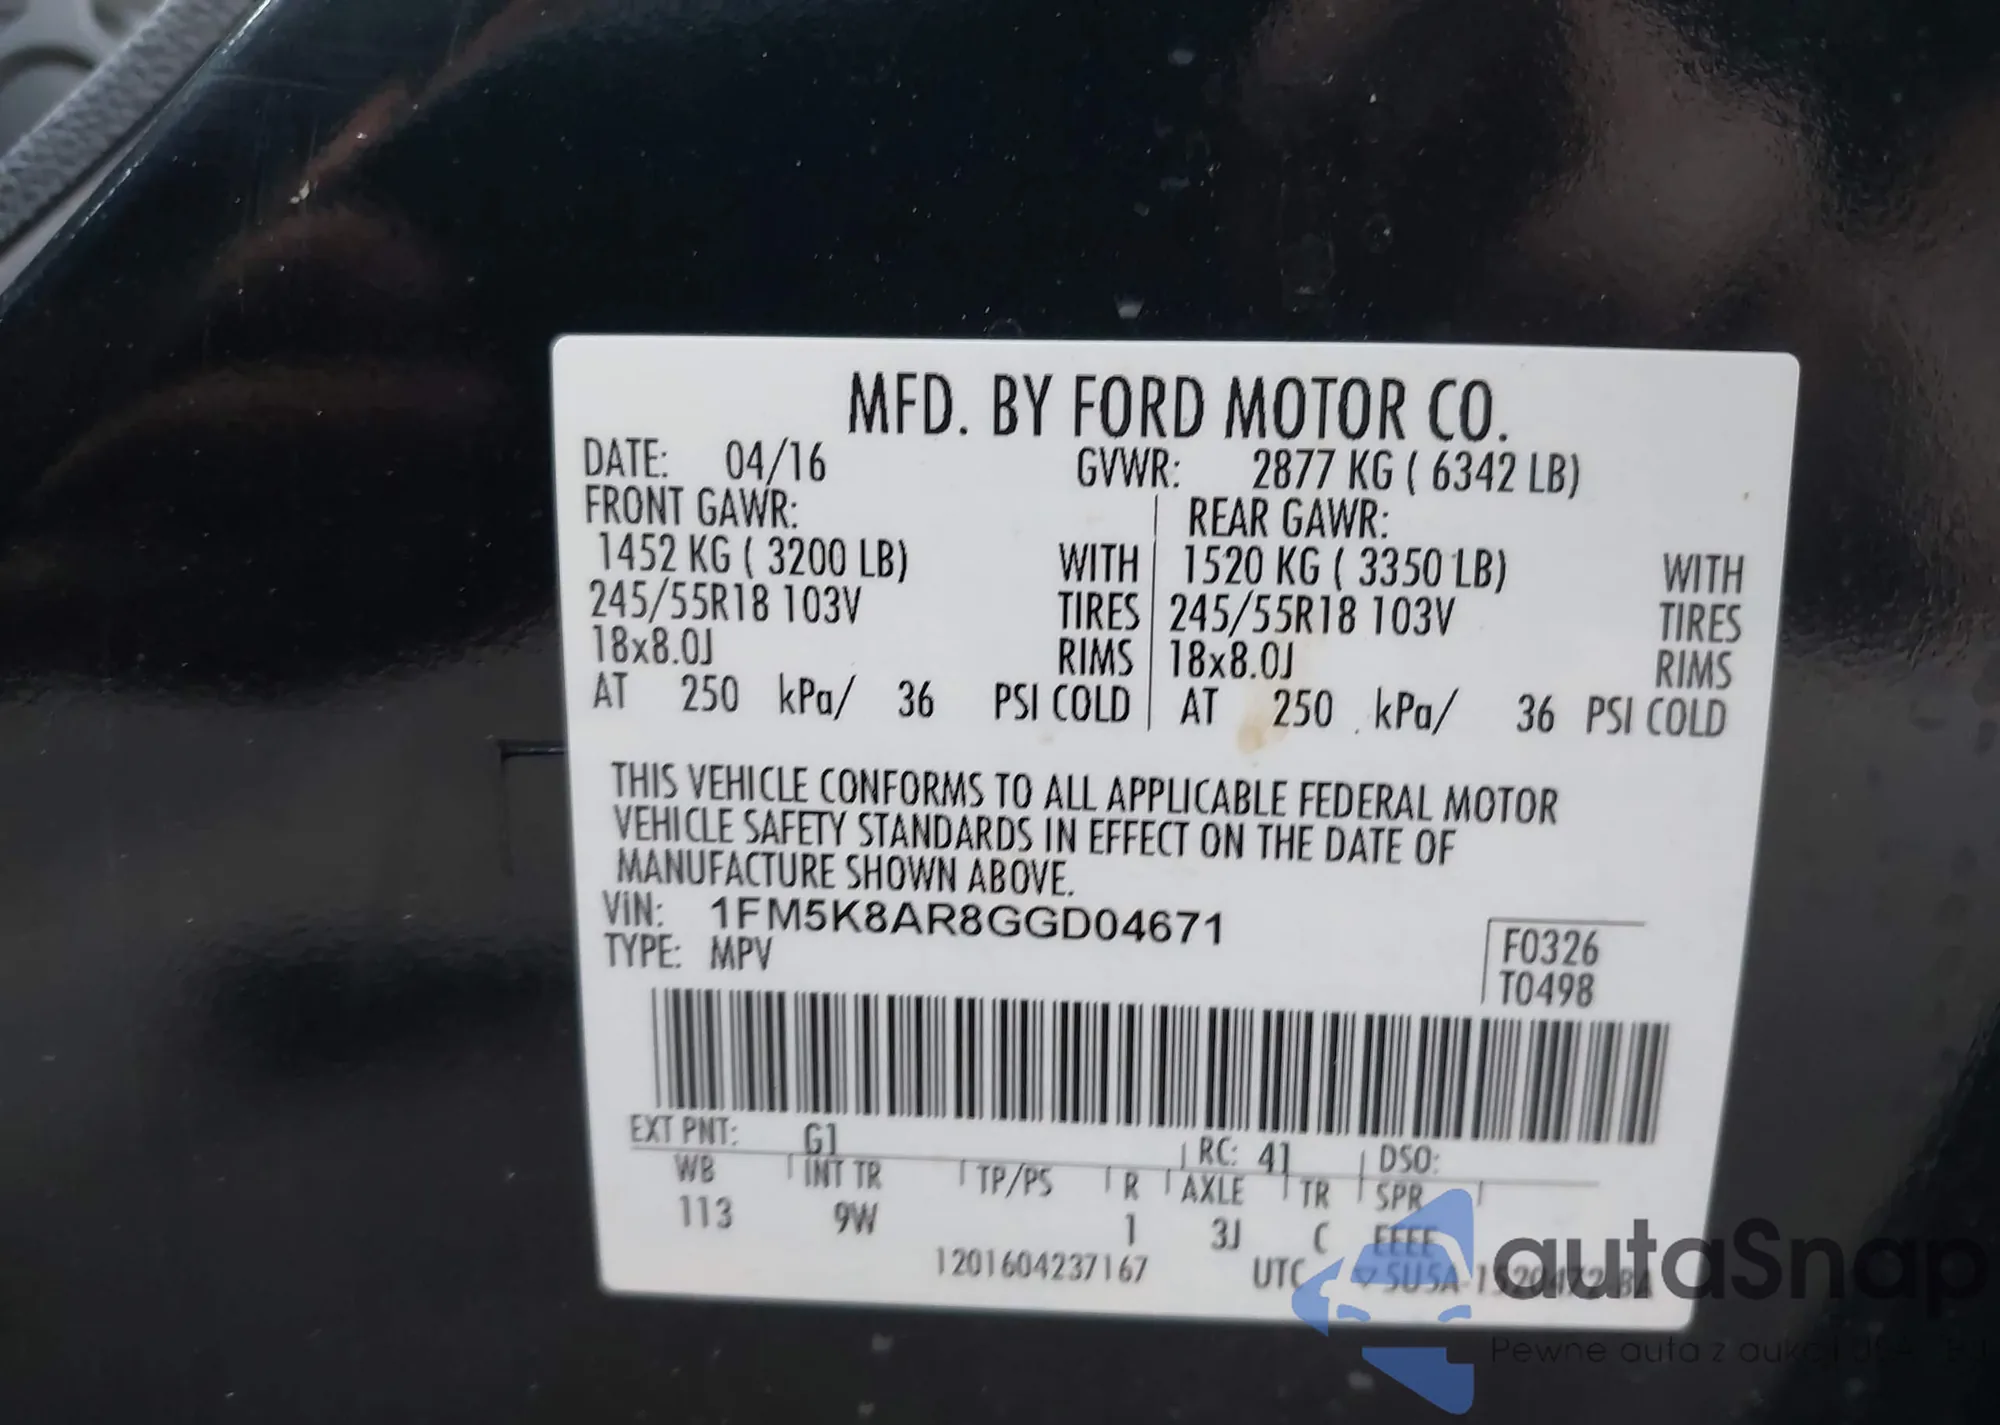 MFD. BY FORD MOTOR CO.
DATE: 04/16 GVWR: 2877 KG ( 6342 LB)
FRONT GAWR: REAR GAWR:
1452 KG ( 3200 LB) WITH 1520 KG ( 3350 LB) WITH
245/55R18 103V TIRES 245/55R18 103V TIRES
18x8.0J RIMS 18x8.0J RIMS
AT 250 kPa/ 36 PSI COLD AT 250 kPa/ 36 PSI COLD
THIS VEHICLE CONFORMS TO ALL APPLICABLE FEDERAL MOTOR
VEHICLE SAFETY STANDARDS IN EFFECT ON THE DATE OF
MANUFACTURE SHOWN ABOVE.
VIN: 1FM5K8AR8GGD04671
TYPE: MPV
F0326
T0498
EXT PNT: G1 RC: 41 DSO:
WB INT TR TP/PS R AXLE TR SPR
113 9W 1 3J C EEEE
1201604237167 UTC
autaSnap
Pewne auta z